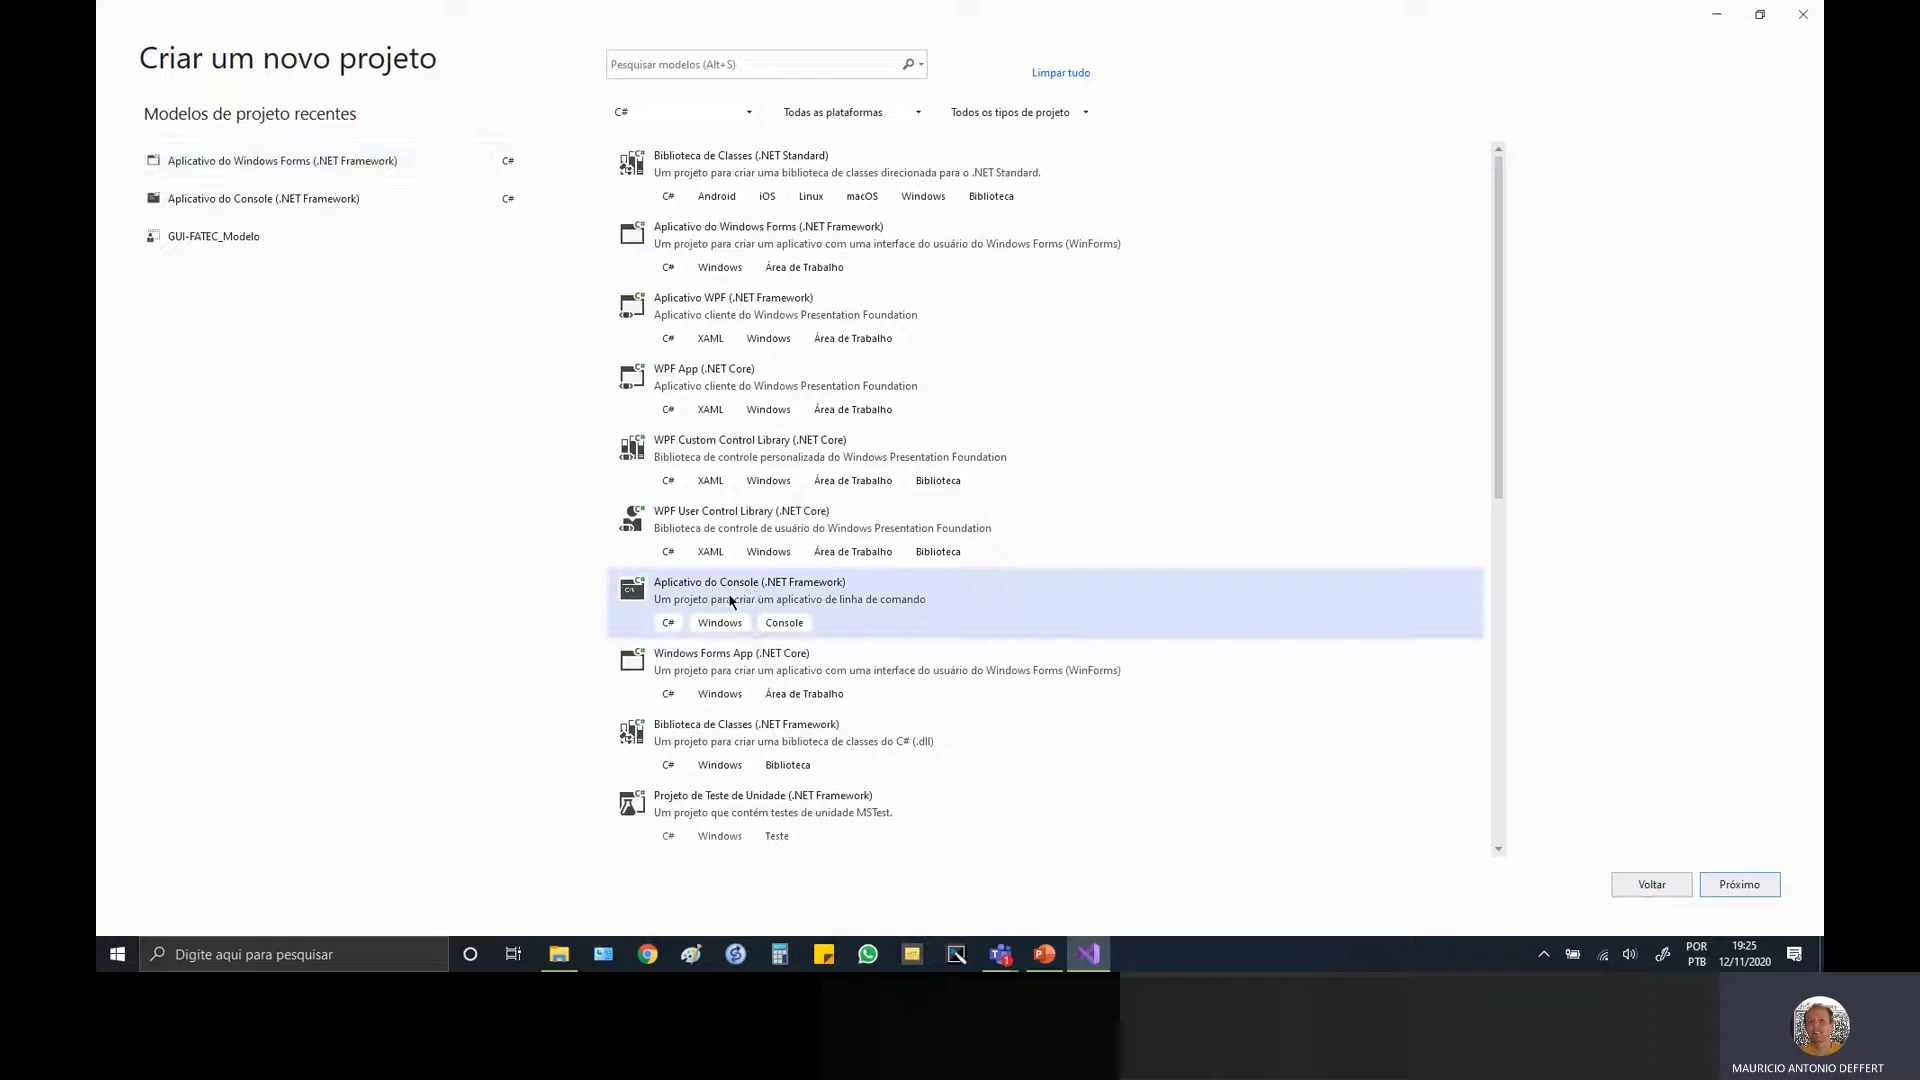 Criar um novo projeto
Modelos de projeto recentes
Aplicativo do Windows Forms (.NET Framework) C#
Aplicativo do Console (.NET Framework) C#
GUI-FATEC_Modelo
Pesquisar modelos (Alt+S)
Limpar tudo
C# Todas as plataformas Todos os tipos de projeto
Biblioteca de Classes (.NET Standard)
Um projeto para criar uma biblioteca de classes direcionada para o .NET Standard.
C# Android iOS Linux macOS Windows Biblioteca
Aplicativo do Windows Forms (.NET Framework)
Um projeto para criar um aplicativo com uma interface do usuário do Windows Forms (WinForms)
C# Windows Área de Trabalho
Aplicativo WPF (.NET Framework)
Aplicativo cliente do Windows Presentation Foundation
C# XAML Windows Área de Trabalho
WPF App (.NET Core)
Aplicativo cliente do Windows Presentation Foundation
C# XAML Windows Área de Trabalho
WPF Custom Control Library (.NET Core)
Biblioteca de controle personalizada do Windows Presentation Foundation
C# XAML Windows Área de Trabalho Biblioteca
WPF User Control Library (.NET Core)
Biblioteca de controle de usuário do Windows Presentation Foundation
C# XAML Windows Área de Trabalho Biblioteca
Aplicativo do Console (.NET Framework)
Um projeto para criar um aplicativo de linha de comando
C# Windows Console
Windows Forms App (.NET Core)
Um projeto para criar um aplicativo com uma interface do usuário do Windows Forms (WinForms)
C# Windows Área de Trabalho
Biblioteca de Classes (.NET Framework)
Um projeto para criar uma biblioteca de classes do C# (.dll)
C# Windows Biblioteca
Projeto de Teste de Unidade (.NET Framework)
Um projeto que contém testes de unidade MSTest.
C# Windows Teste
Voltar Próximo
Digite aqui para pesquisar
POR
PTB
19:25
12/11/2020
MAURICIO ANTONIO DEFFERT